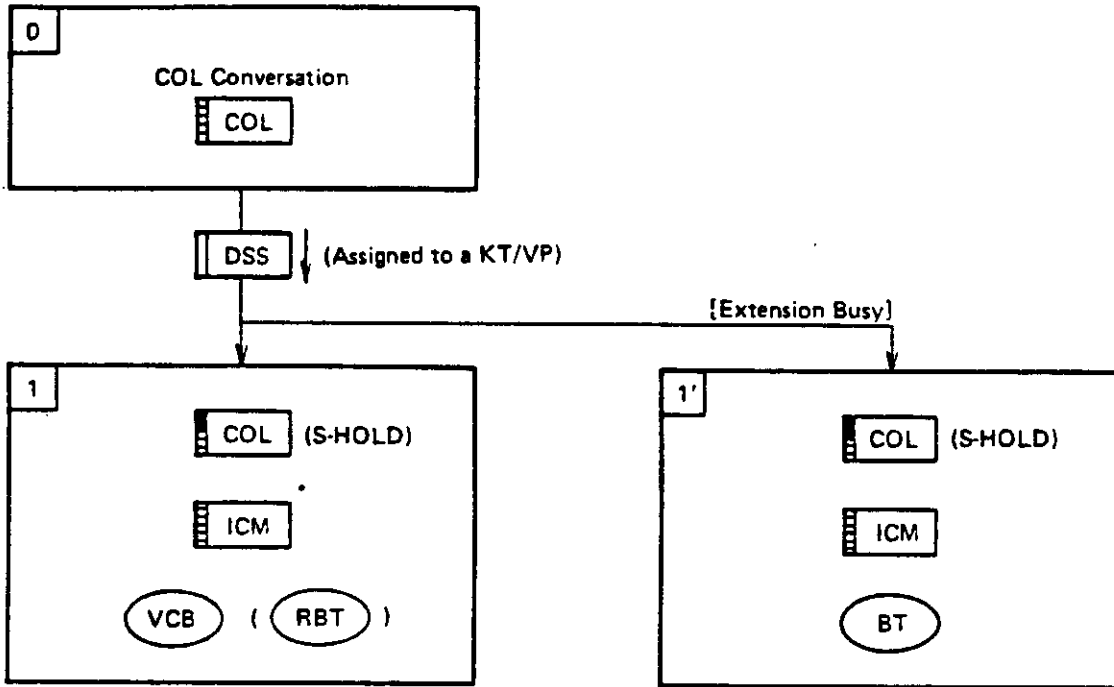 0
COL Conversation
COL
DSS (Assigned to a KT/VP)
[Extension Busy]
1
COL (S-HOLD)
ICM
VCB ( RBT )
1'
COL (S-HOLD)
ICM
BT